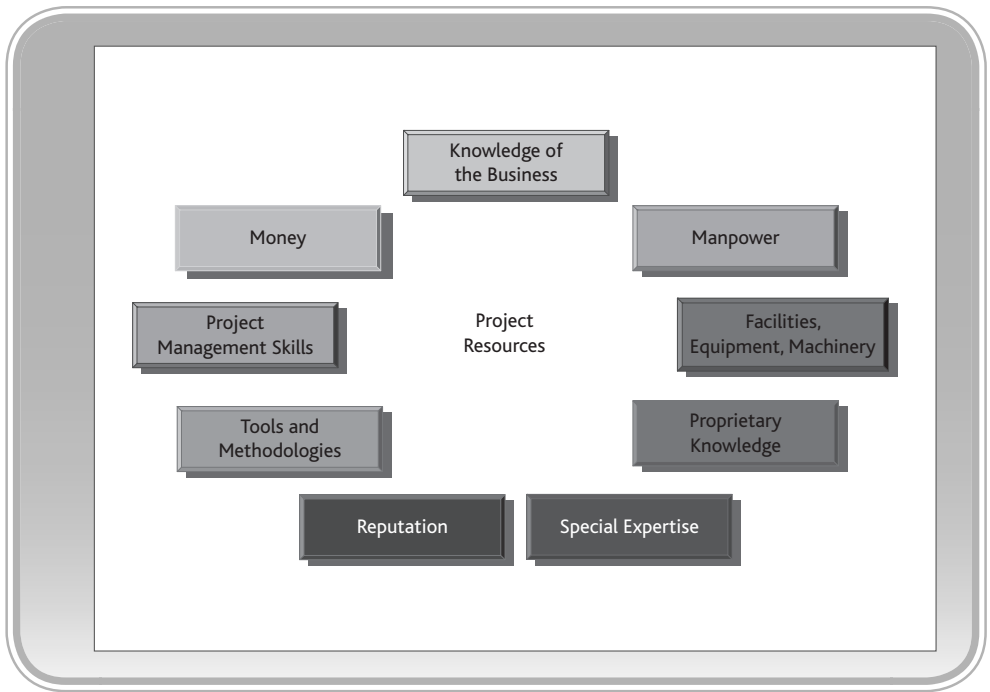 Knowledge of
the Business
Money
Manpower
Project
Management Skills
Project
Resources
Facilities,
Equipment, Machinery
Tools and
Methodologies
Proprietary
Knowledge
Reputation
Special Expertise